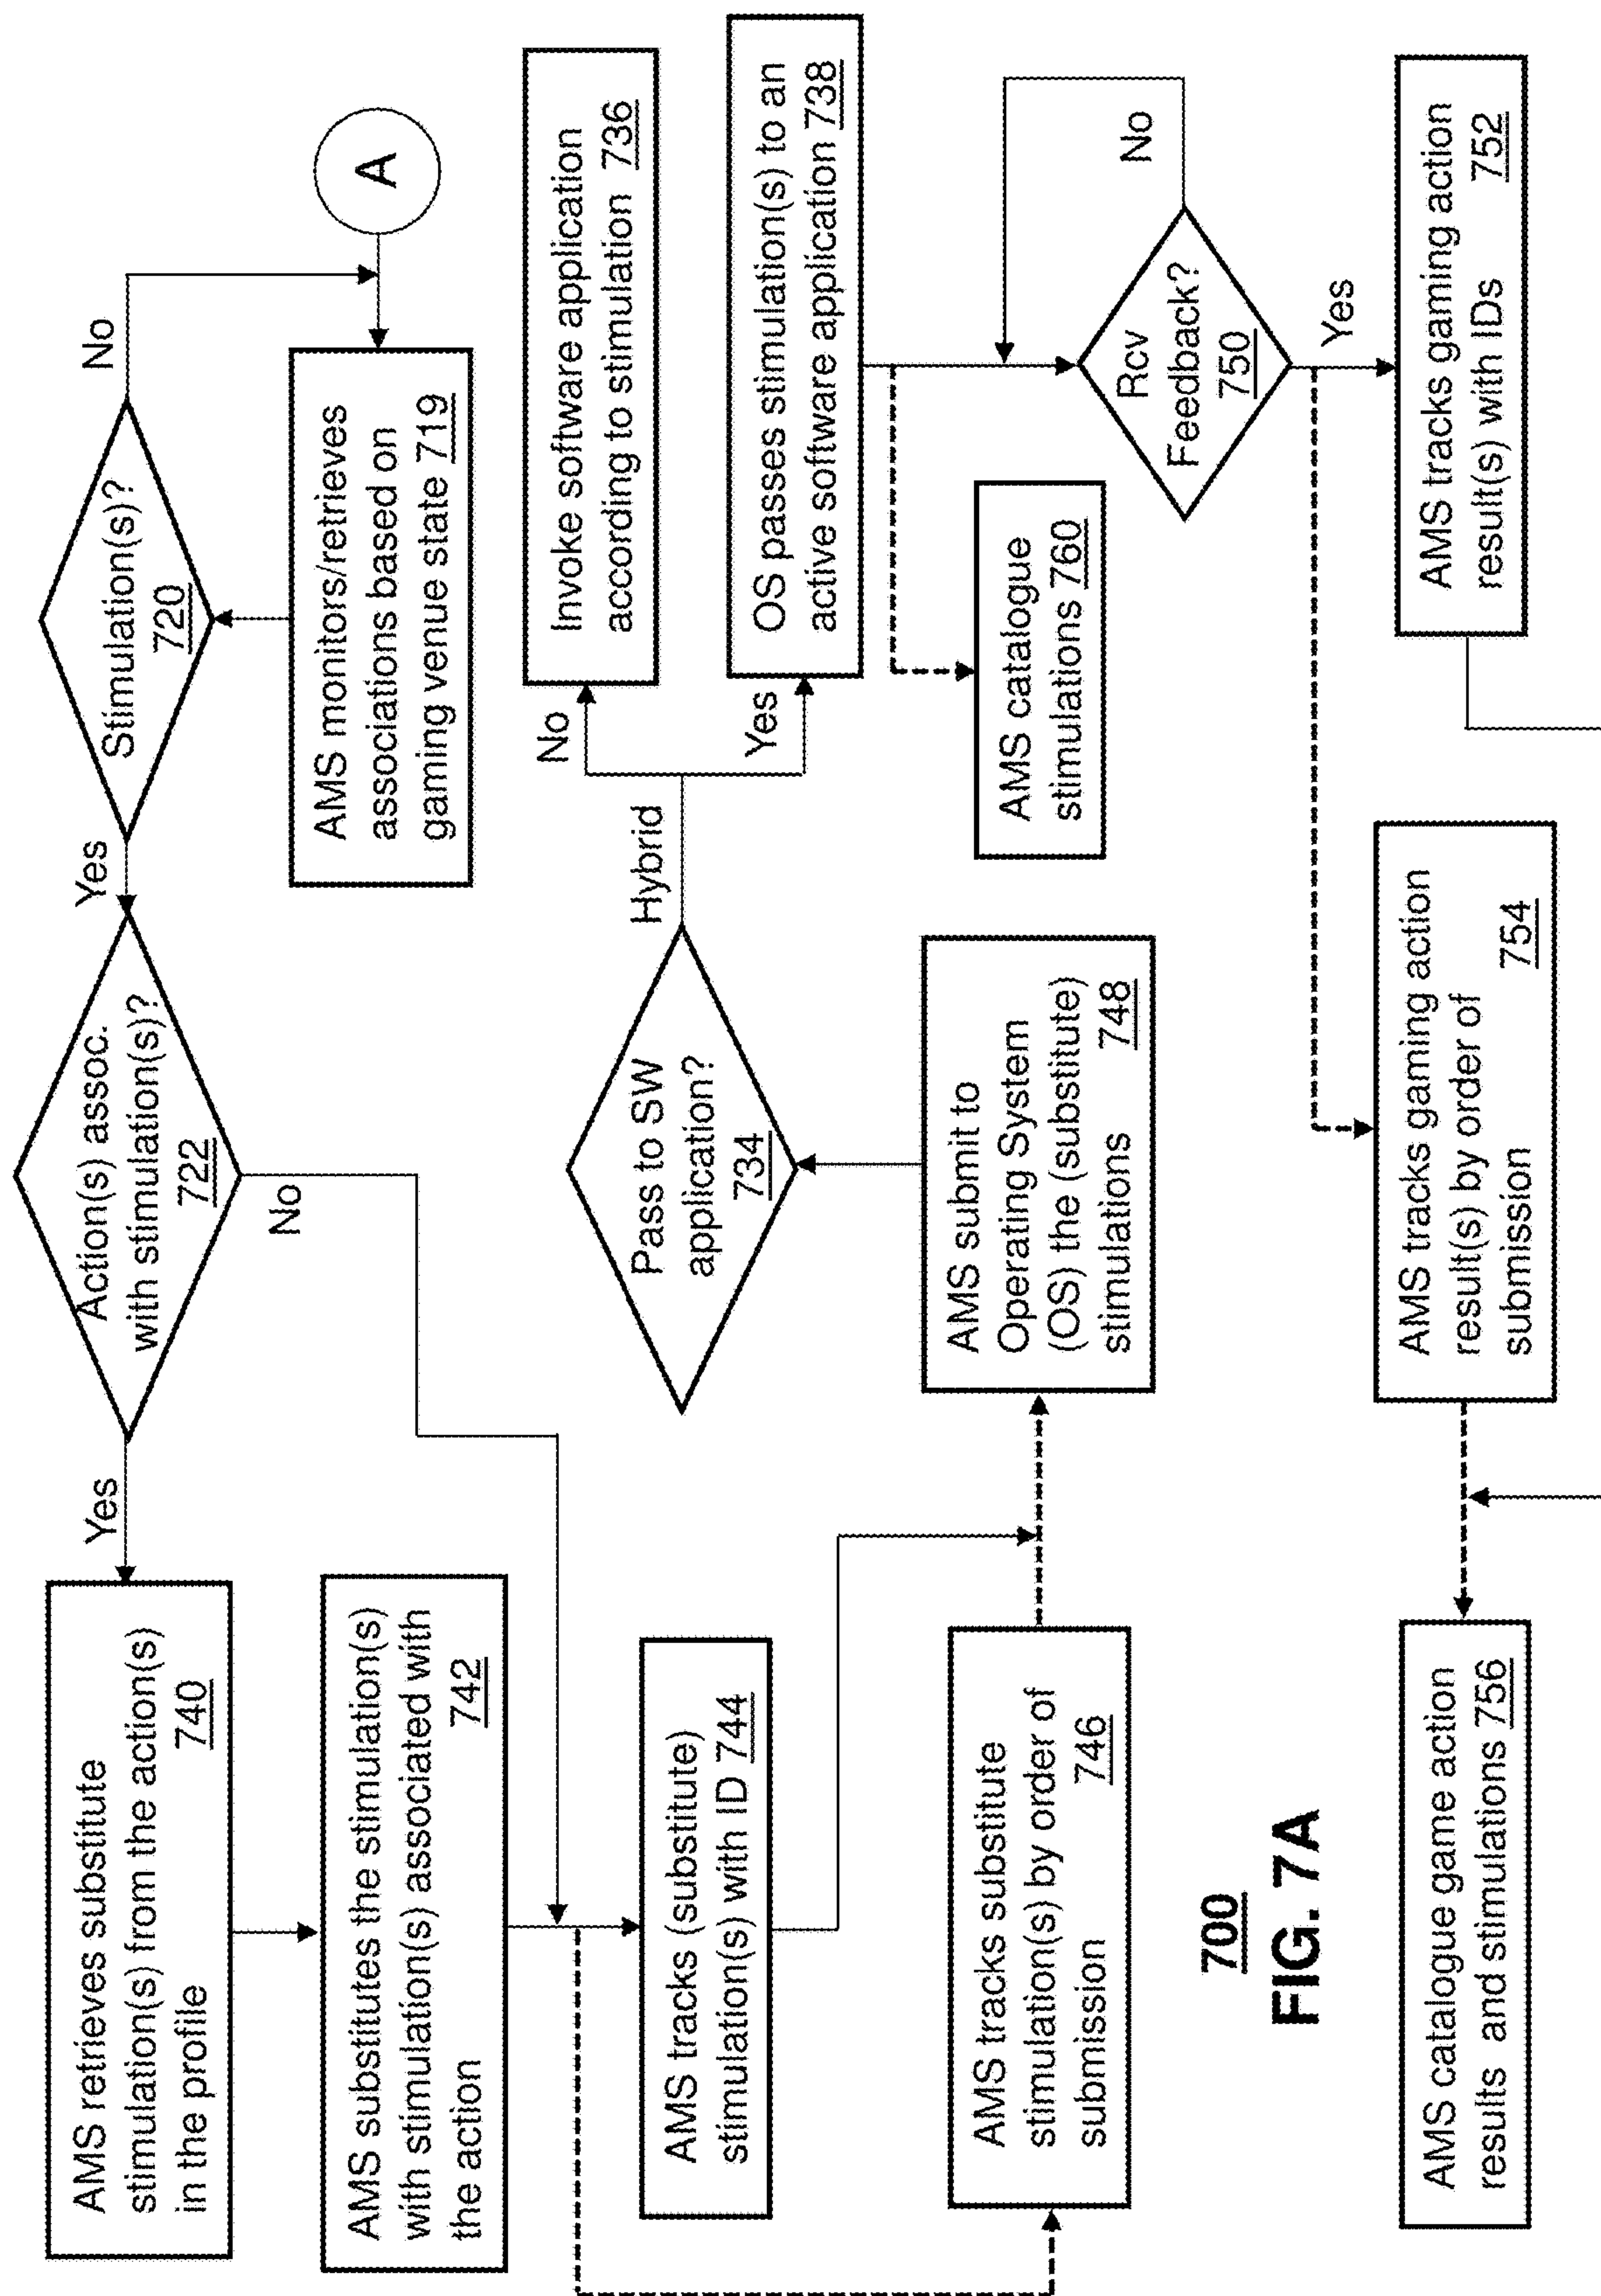 AMS retrieves substitute
stimulation(s) from the action(s)
in the profile 740
Yes
Action(s) assoc.
with stimulation(s)?
722
No
Yes
Stimulation(s)?
720
No
AMS monitors/retrieves
associations based on
gaming venue state 719
A
AMS substitutes the stimulation(s)
with stimulation(s) associated with
the action 742
AMS tracks (substitute)
stimulation(s) with ID 744
AMS tracks substitute
stimulation(s) by order of
submission 746
AMS submit to
Operating System
(OS) the (substitute)
stimulations 748
Pass to SW
application?
734
Hybrid
No
Yes
Invoke software application
according to stimulation 736
OS passes stimulation(s) to an
active software application 738
AMS catalogue
stimulations 760
Rcv
Feedback?
750
No
Yes
AMS tracks gaming action
result(s) with IDs 752
AMS tracks gaming action
result(s) by order of
submission 754
AMS catalogue game action
results and stimulations 756
700
FIG. 7A